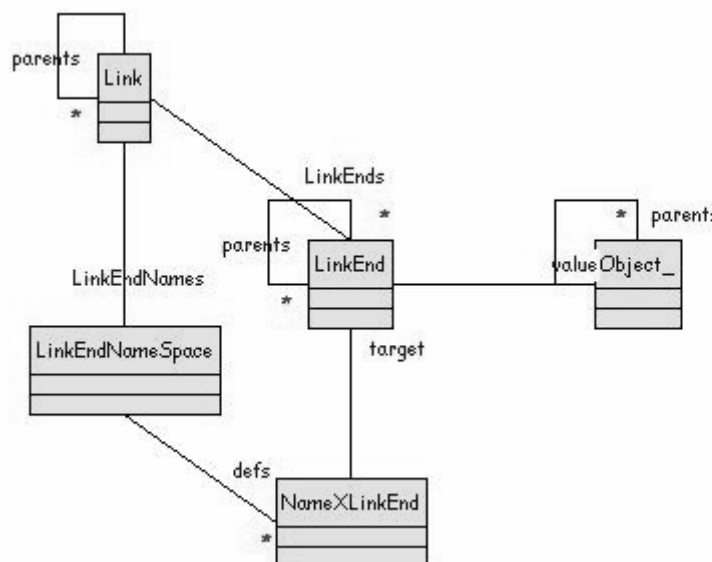 parents
Link
*
LinkEnds
*
*
parents
parents
LinkEnd
valueObject_
LinkEndNames
*
target
LinkEndNameSpace
defs
NameXLinkEnd
*